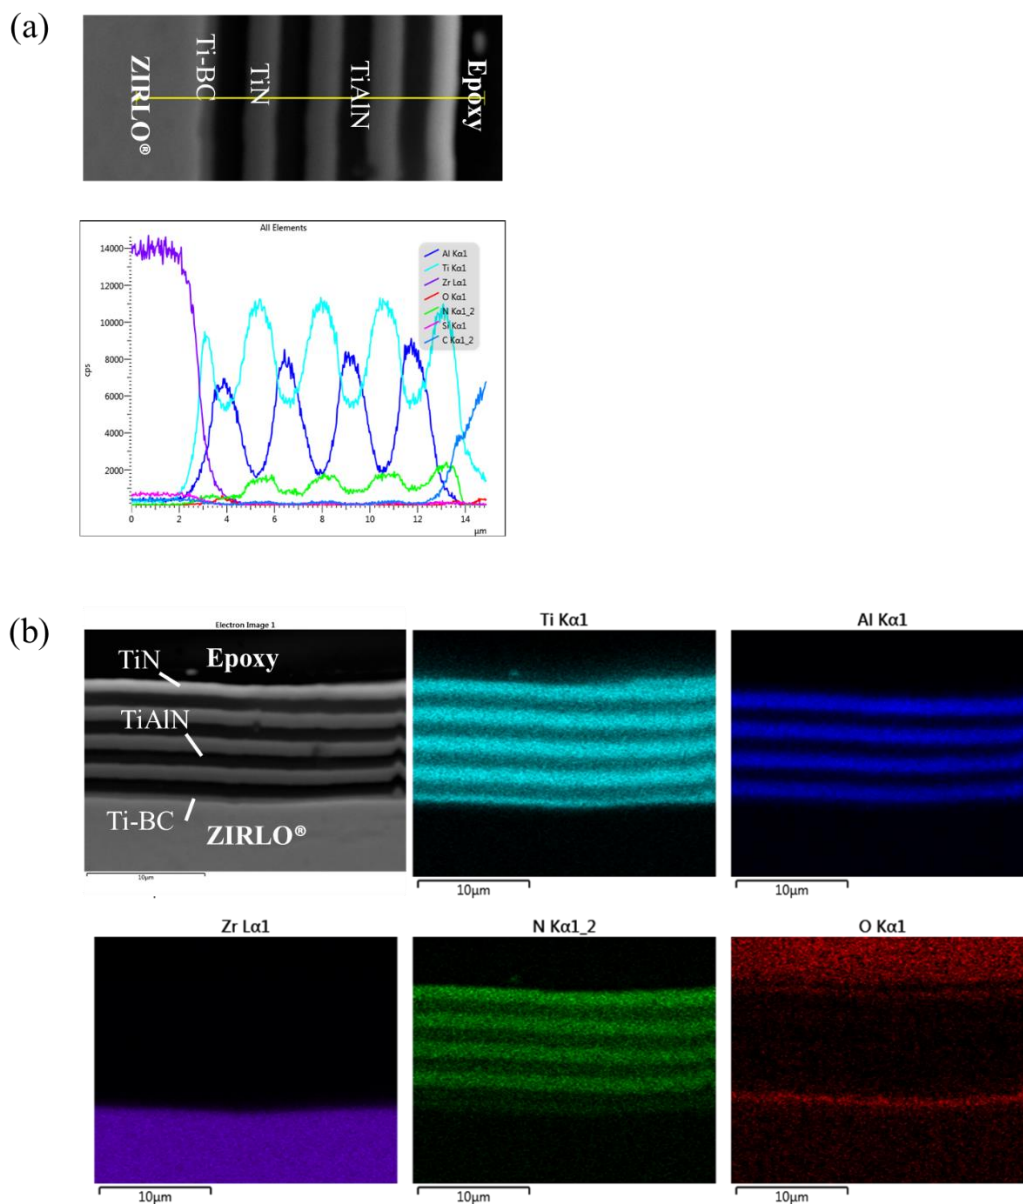 (a)
ZIRLO®
Ti-BC
TiN
TiAlN
Epoxy
All Elements
Al Kα1
Ti Kα1
Zr Lα1
O Kα1
N Kα1_2
Si Kα1
C Kα1_2
cps
14000
12000
10000
8000
6000
4000
2000
0 2 4 6 8 10 12 14
µm
(b)
Electron Image 1
Epoxy
TiN
TiAlN
Ti-BC
ZIRLO®
10µm
Ti Kα1
10µm
Al Kα1
10µm
Zr Lα1
10µm
N Kα1_2
10µm
O Kα1
10µm